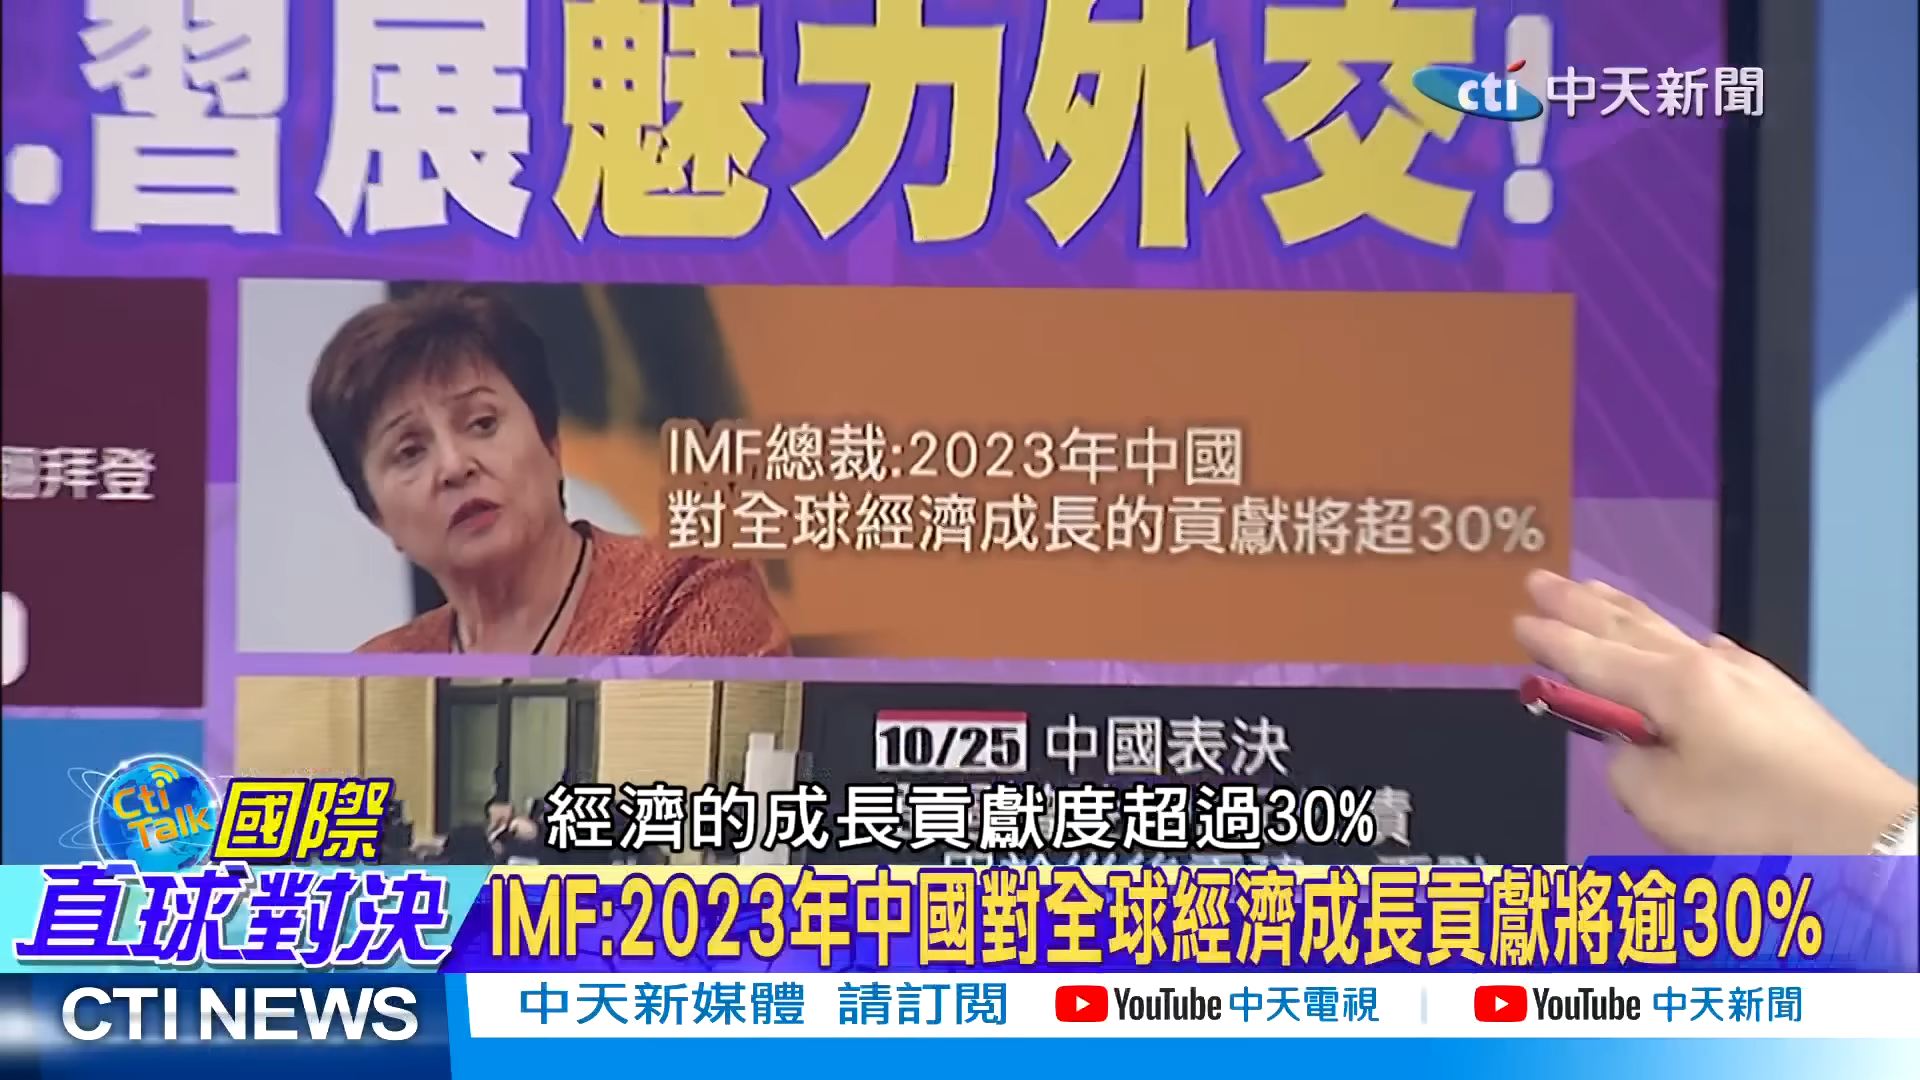 習展魅力外交!
cti 中天新聞
拜登
IMF總裁:2023年中國
對全球經濟成長的貢獻將超30%
10/25 中國表決
經濟的成長貢獻度超過30%
Cti Talk 國際
直球對決
IMF:2023年中國對全球經濟成長貢獻將逾30%
CTI NEWS
中天新媒體 請訂閱 YouTube 中天電視 | YouTube 中天新聞